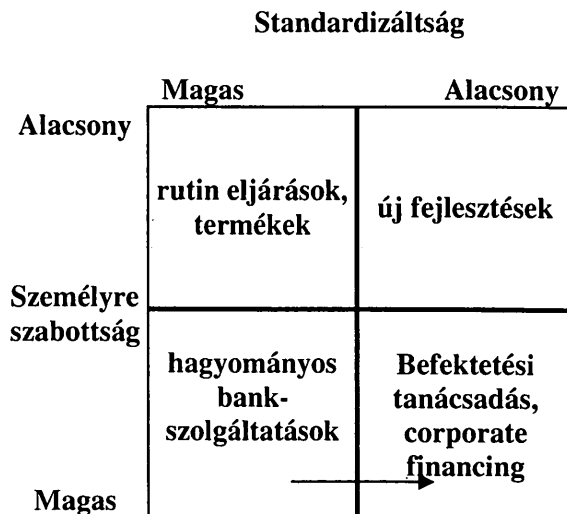 Standardizáltság
Magas Alacsony
Alacsony
rutin eljárások,
termékek
új fejlesztések
Személyre
szabottság
hagyományos
bank-
szolgáltatások
Befektetési
tanácsadás,
corporate
financing
Magas